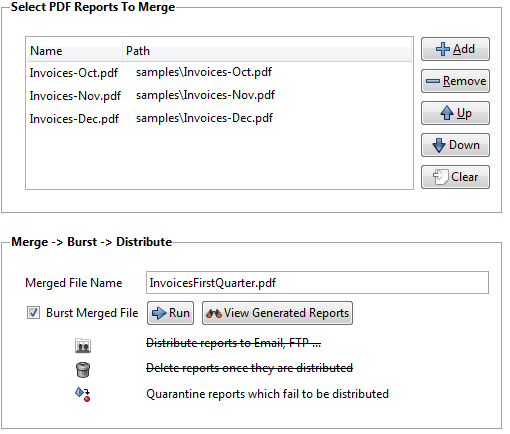 Select PDF Reports To Merge
Name Path
Invoices-Oct.pdf samples\Invoices-Oct.pdf
Invoices-Nov.pdf samples\Invoices-Nov.pdf
Invoices-Dec.pdf samples\Invoices-Dec.pdf
Add
Remove
Up
Down
Clear
Merge -> Burst -> Distribute
Merged File Name InvoicesFirstQuarter.pdf
Burst Merged File Run View Generated Reports
Distribute reports to Email, FTP ...
Delete reports once they are distributed
Quarantine reports which fail to be distributed